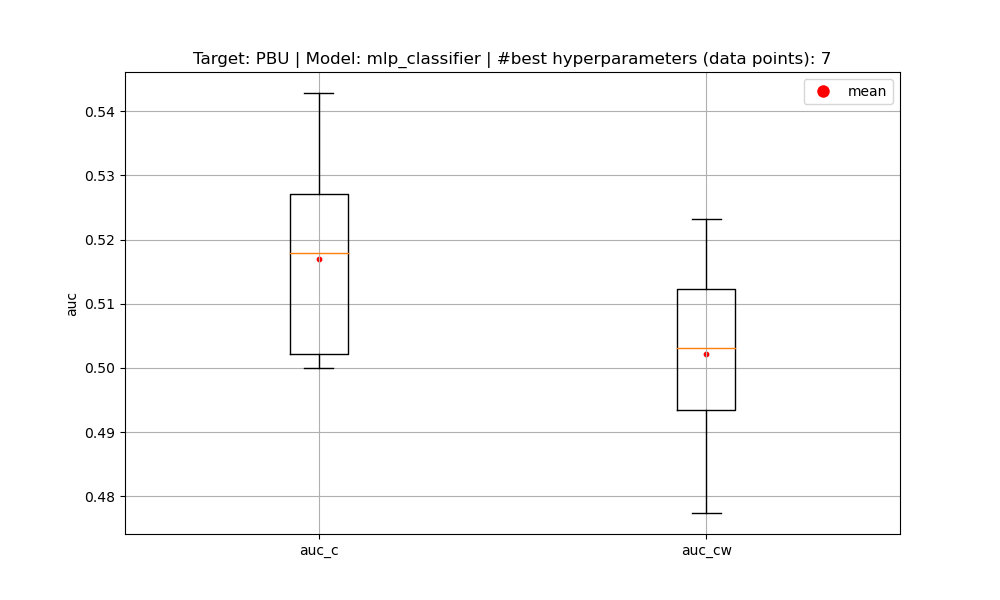 Target: PBU | Model: mlp_classifier | #best hyperparameters (data points): 7
mean
0.54
0.53
0.52
0.51
0.50
0.49
0.48
auc
auc_c
auc_cw